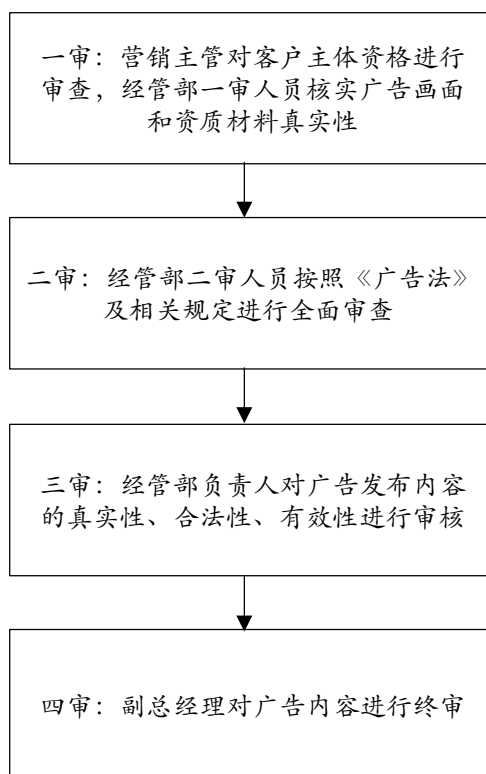 一审：营销主管对客户主体资格进行
审查，经管部一审人员核实广告画面
和资质材料真实性
二审：经管部二审人员按照《广告法》
及相关规定进行全面审查
三审：经管部负责人对广告发布内容
的真实性、合法性、有效性进行审核
四审：副总经理对广告内容进行终审